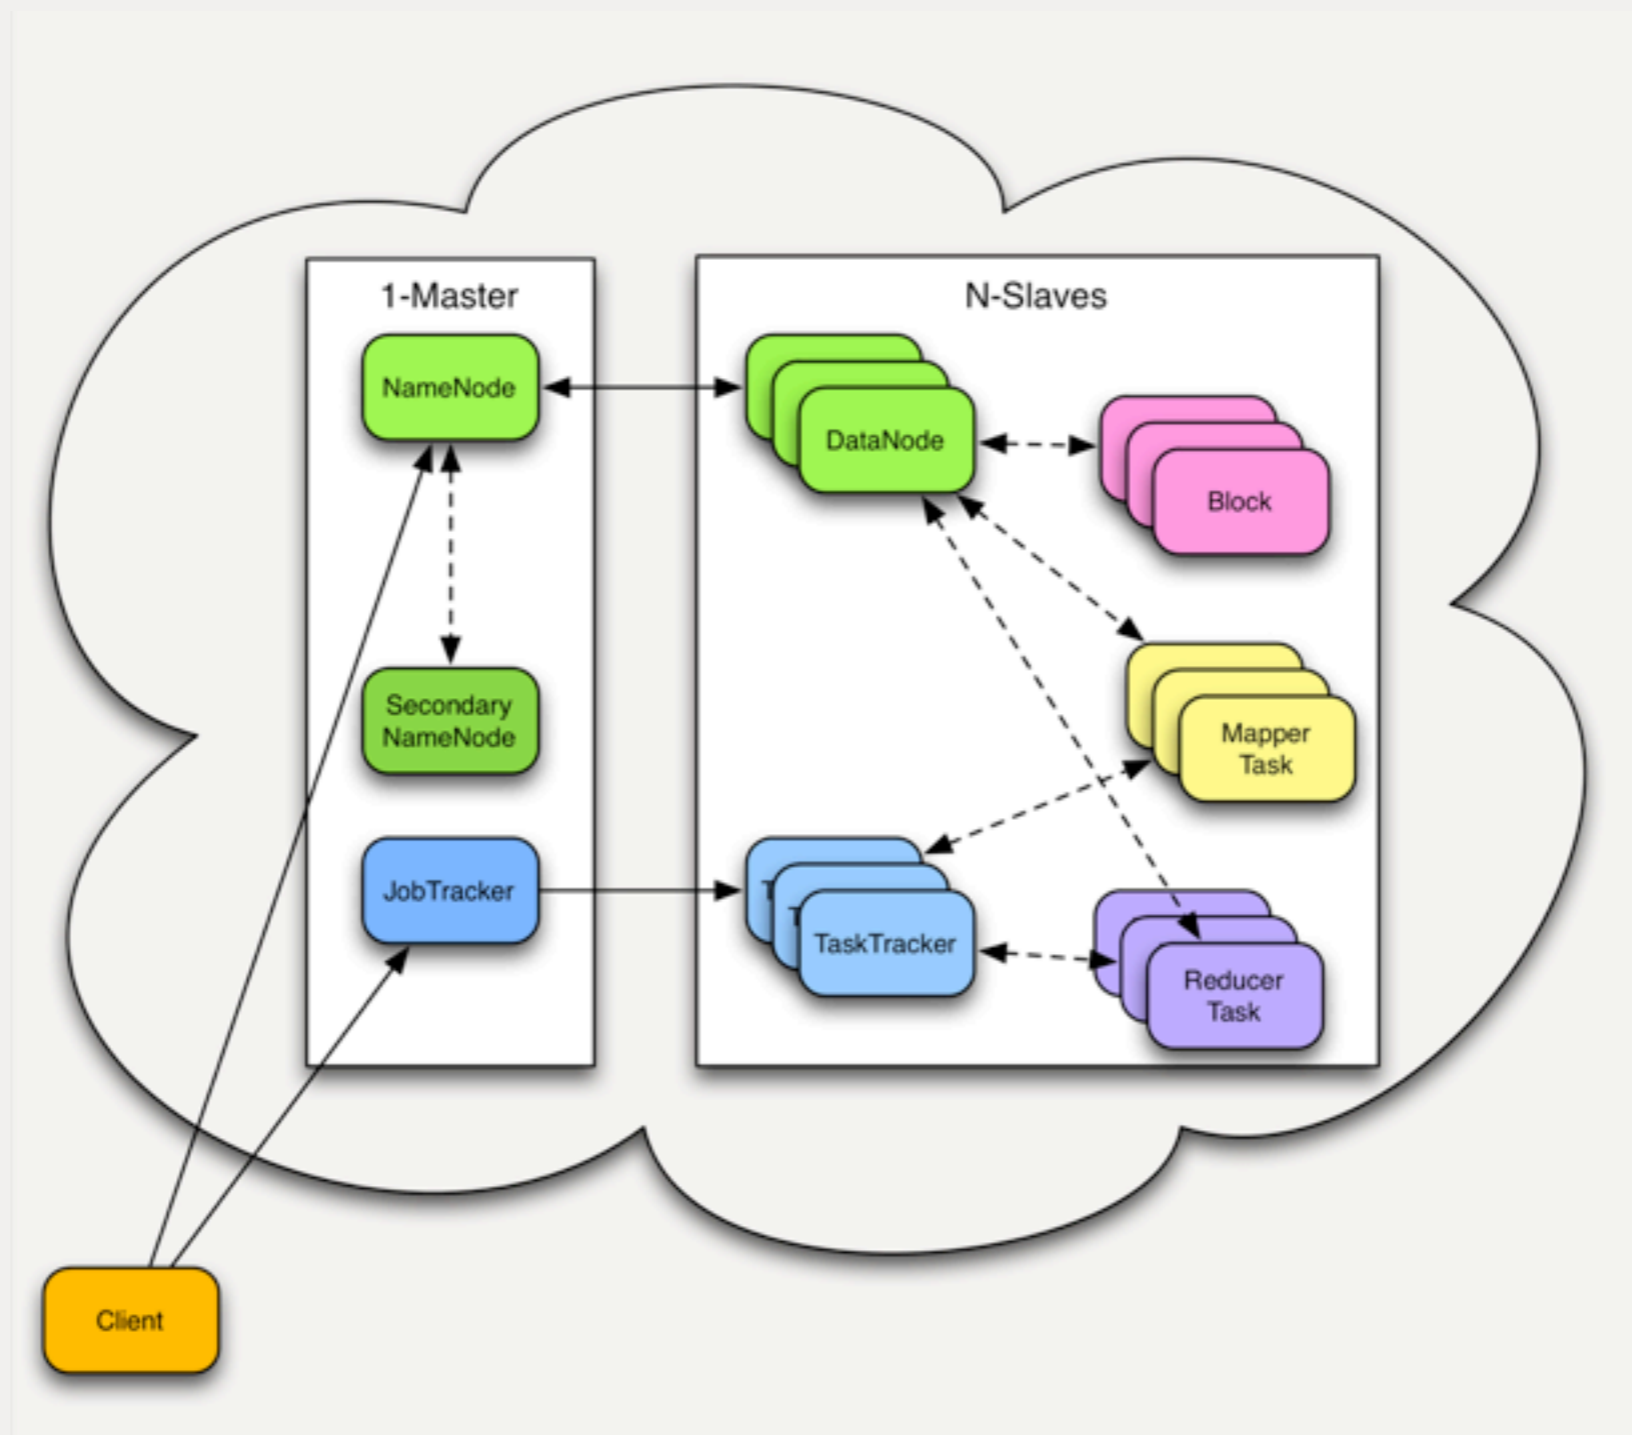 1-Master
NameNode
Secondary
NameNode
JobTracker
N-Slaves
DataNode
Block
Mapper
Task
T
T
TaskTracker
Reducer
Task
Client